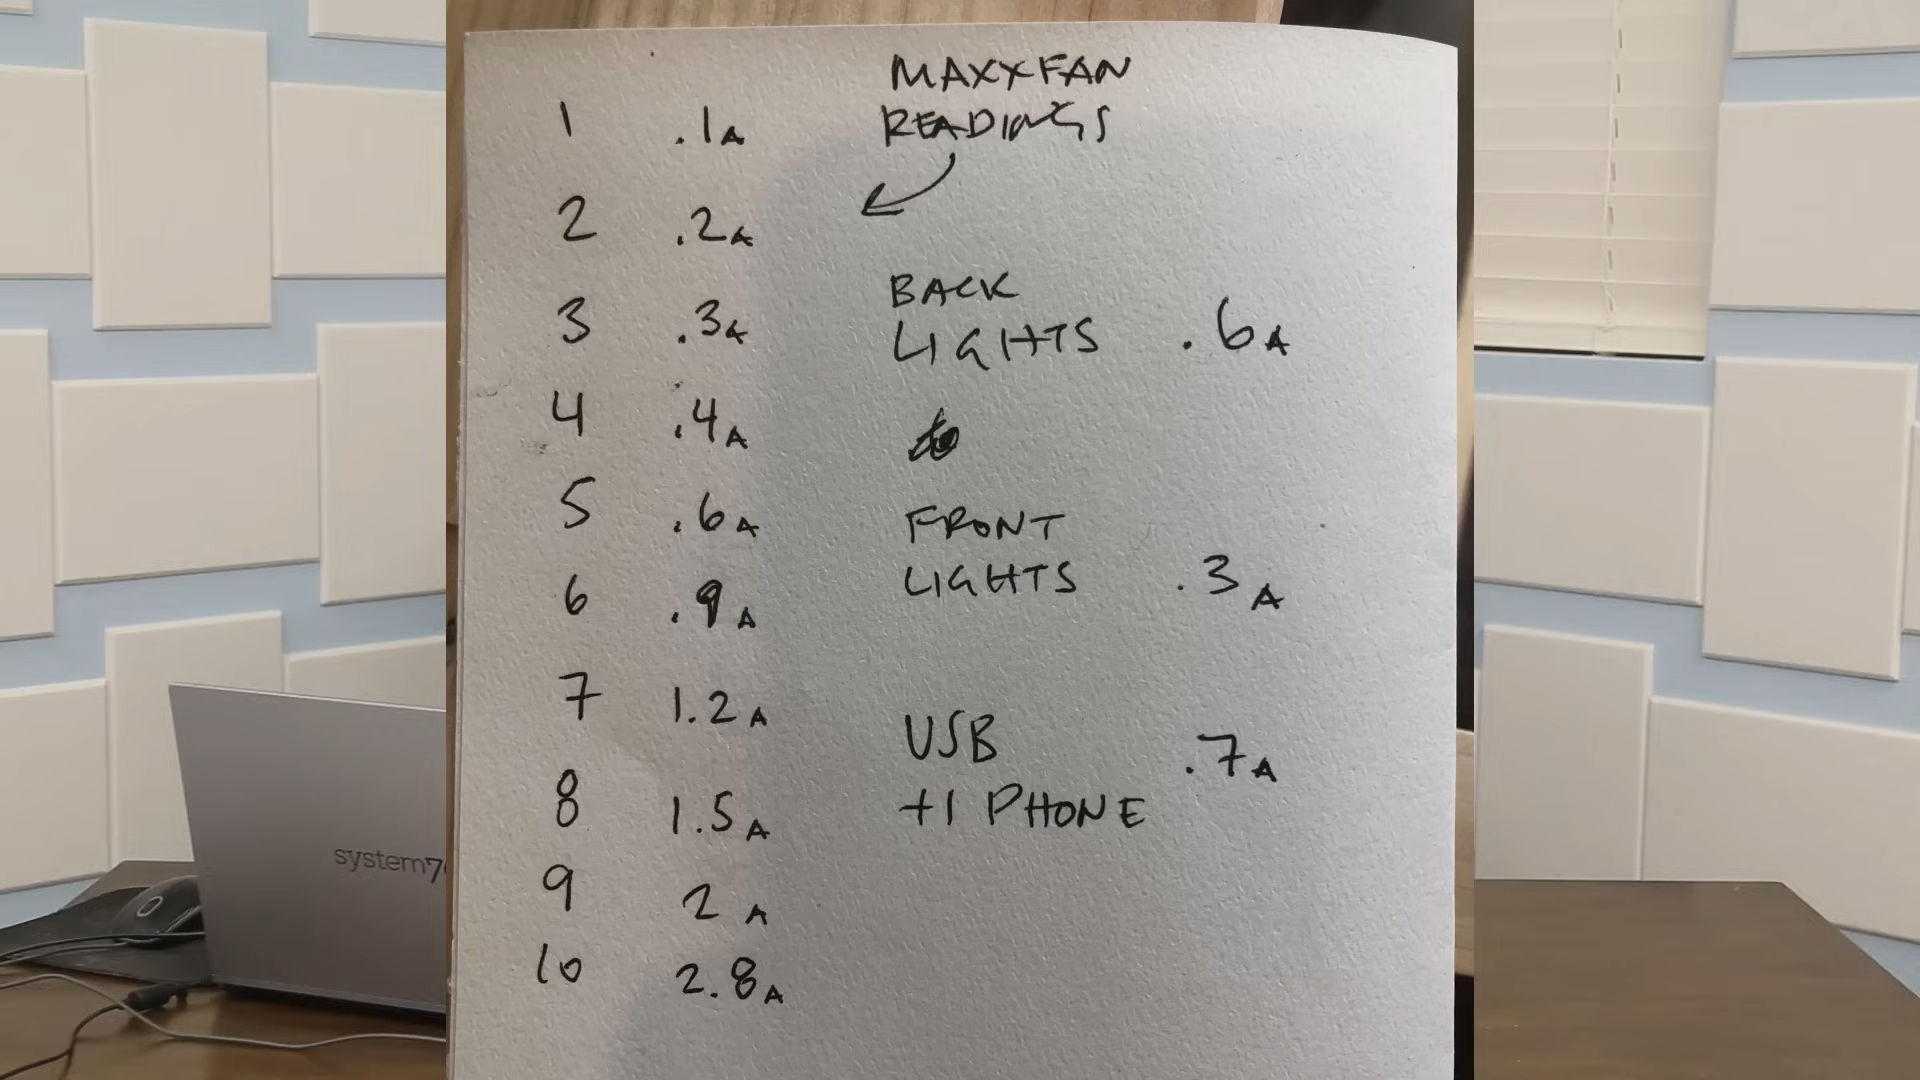 MAXXFAN
READINGS
1 .1A
2 .2A
3 .3A
4 .4A
5 .6A
6 .9A
7 1.2A
8 1.5A
9 2A
10 2.8A
BACK
LIGHTS .6A
FRONT
LIGHTS .3A
USB
+1 PHONE .7A
system7